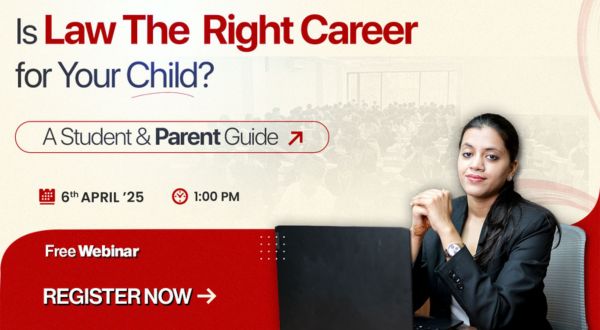 Is Law The Right Career
for Your Child?
A Student & Parent Guide
6th APRIL '25
1:00 PM
Free Webinar
REGISTER NOW